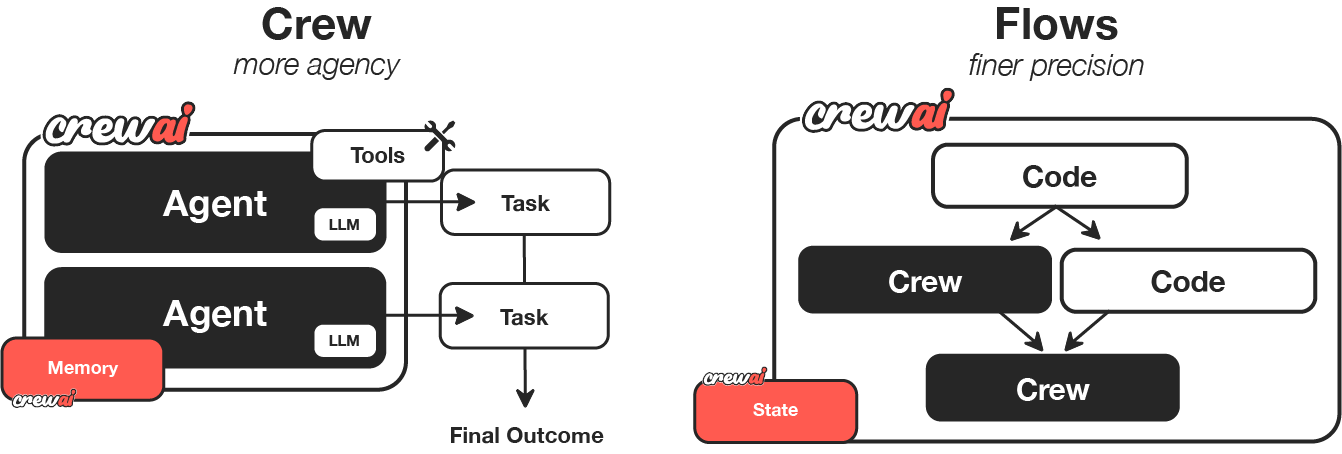 Crew
more agency
crewai
Tools
Agent
LLM
Task
Agent
LLM
Task
Memory
crewai
Final Outcome
Flows
finer precision
crewai
Code
Crew
Code
Crew
crewai
State